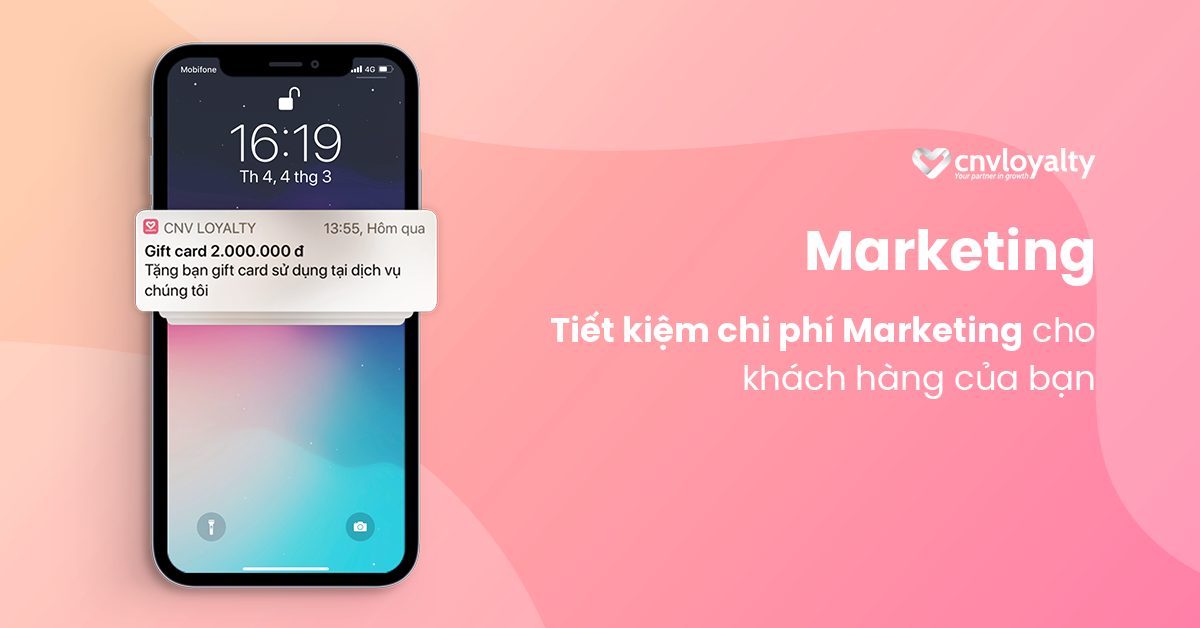 Mobifone
4G
16:19
Th 4, 4 thg 3
CNV LOYALTY
13:55, Hôm qua
Gift card 2.000.000 đ
Tặng bạn gift card sử dụng tại dịch vụ
chúng tôi
cnvloyalty
Your partner in growth
Marketing
Tiết kiệm chi phí Marketing cho
khách hàng của bạn